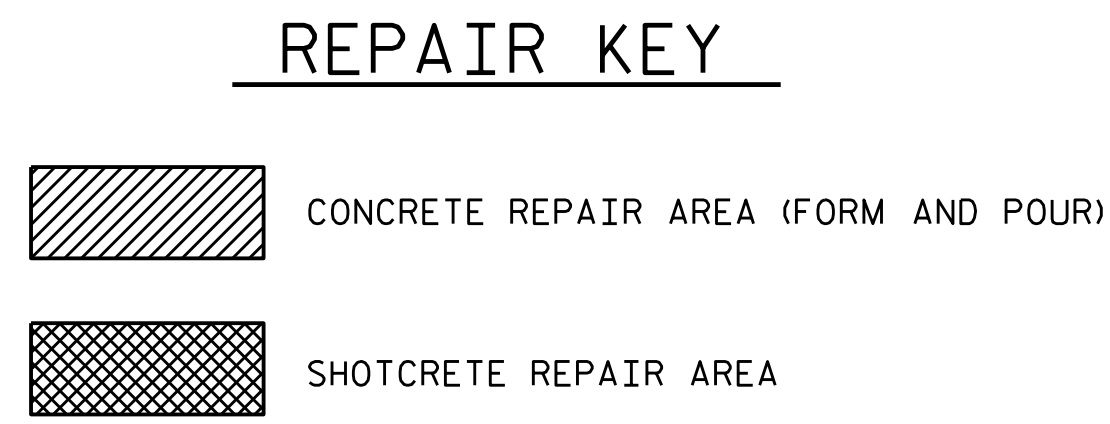 REPAIR KEY
CONCRETE REPAIR AREA (FORM AND POUR)
SHOTCRETE REPAIR AREA